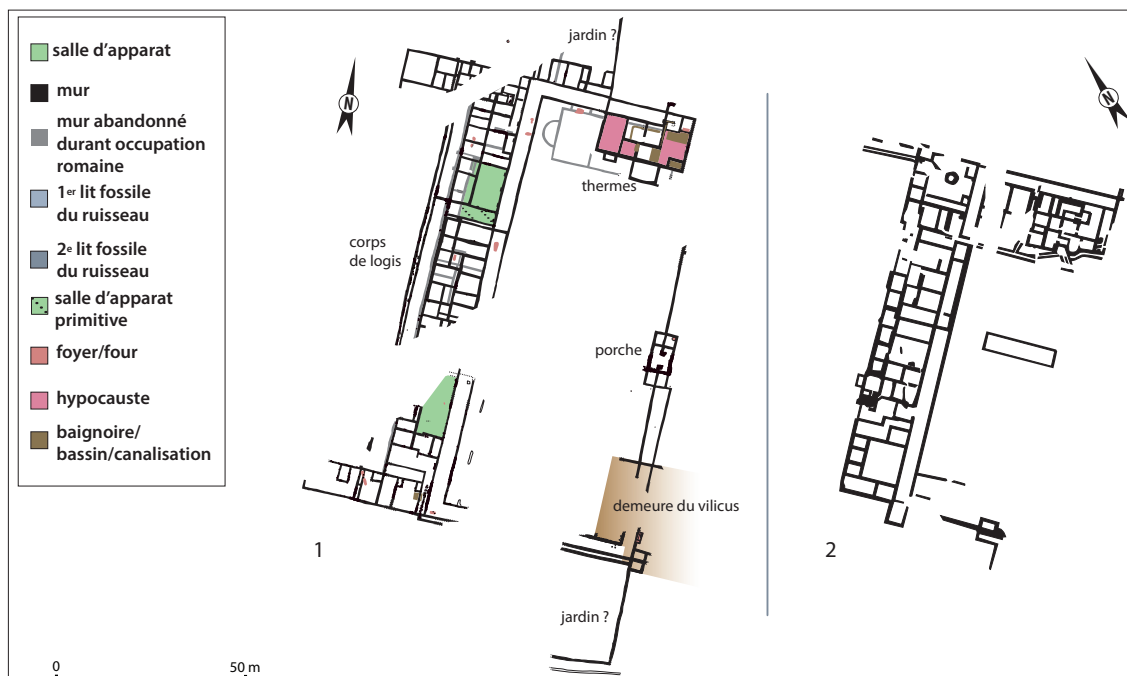 salle d'apparat
mur
mur abandonné
durant occupation
romaine
1er lit fossile
du ruisseau
2e lit fossile
du ruisseau
salle d'apparat
primitive
foyer/four
hypocauste
baignoire/
bassin/canalisation
N
jardin ?
thermes
corps
de logis
porche
demeure du vilicus
jardin ?
1
0
50 m
N
2